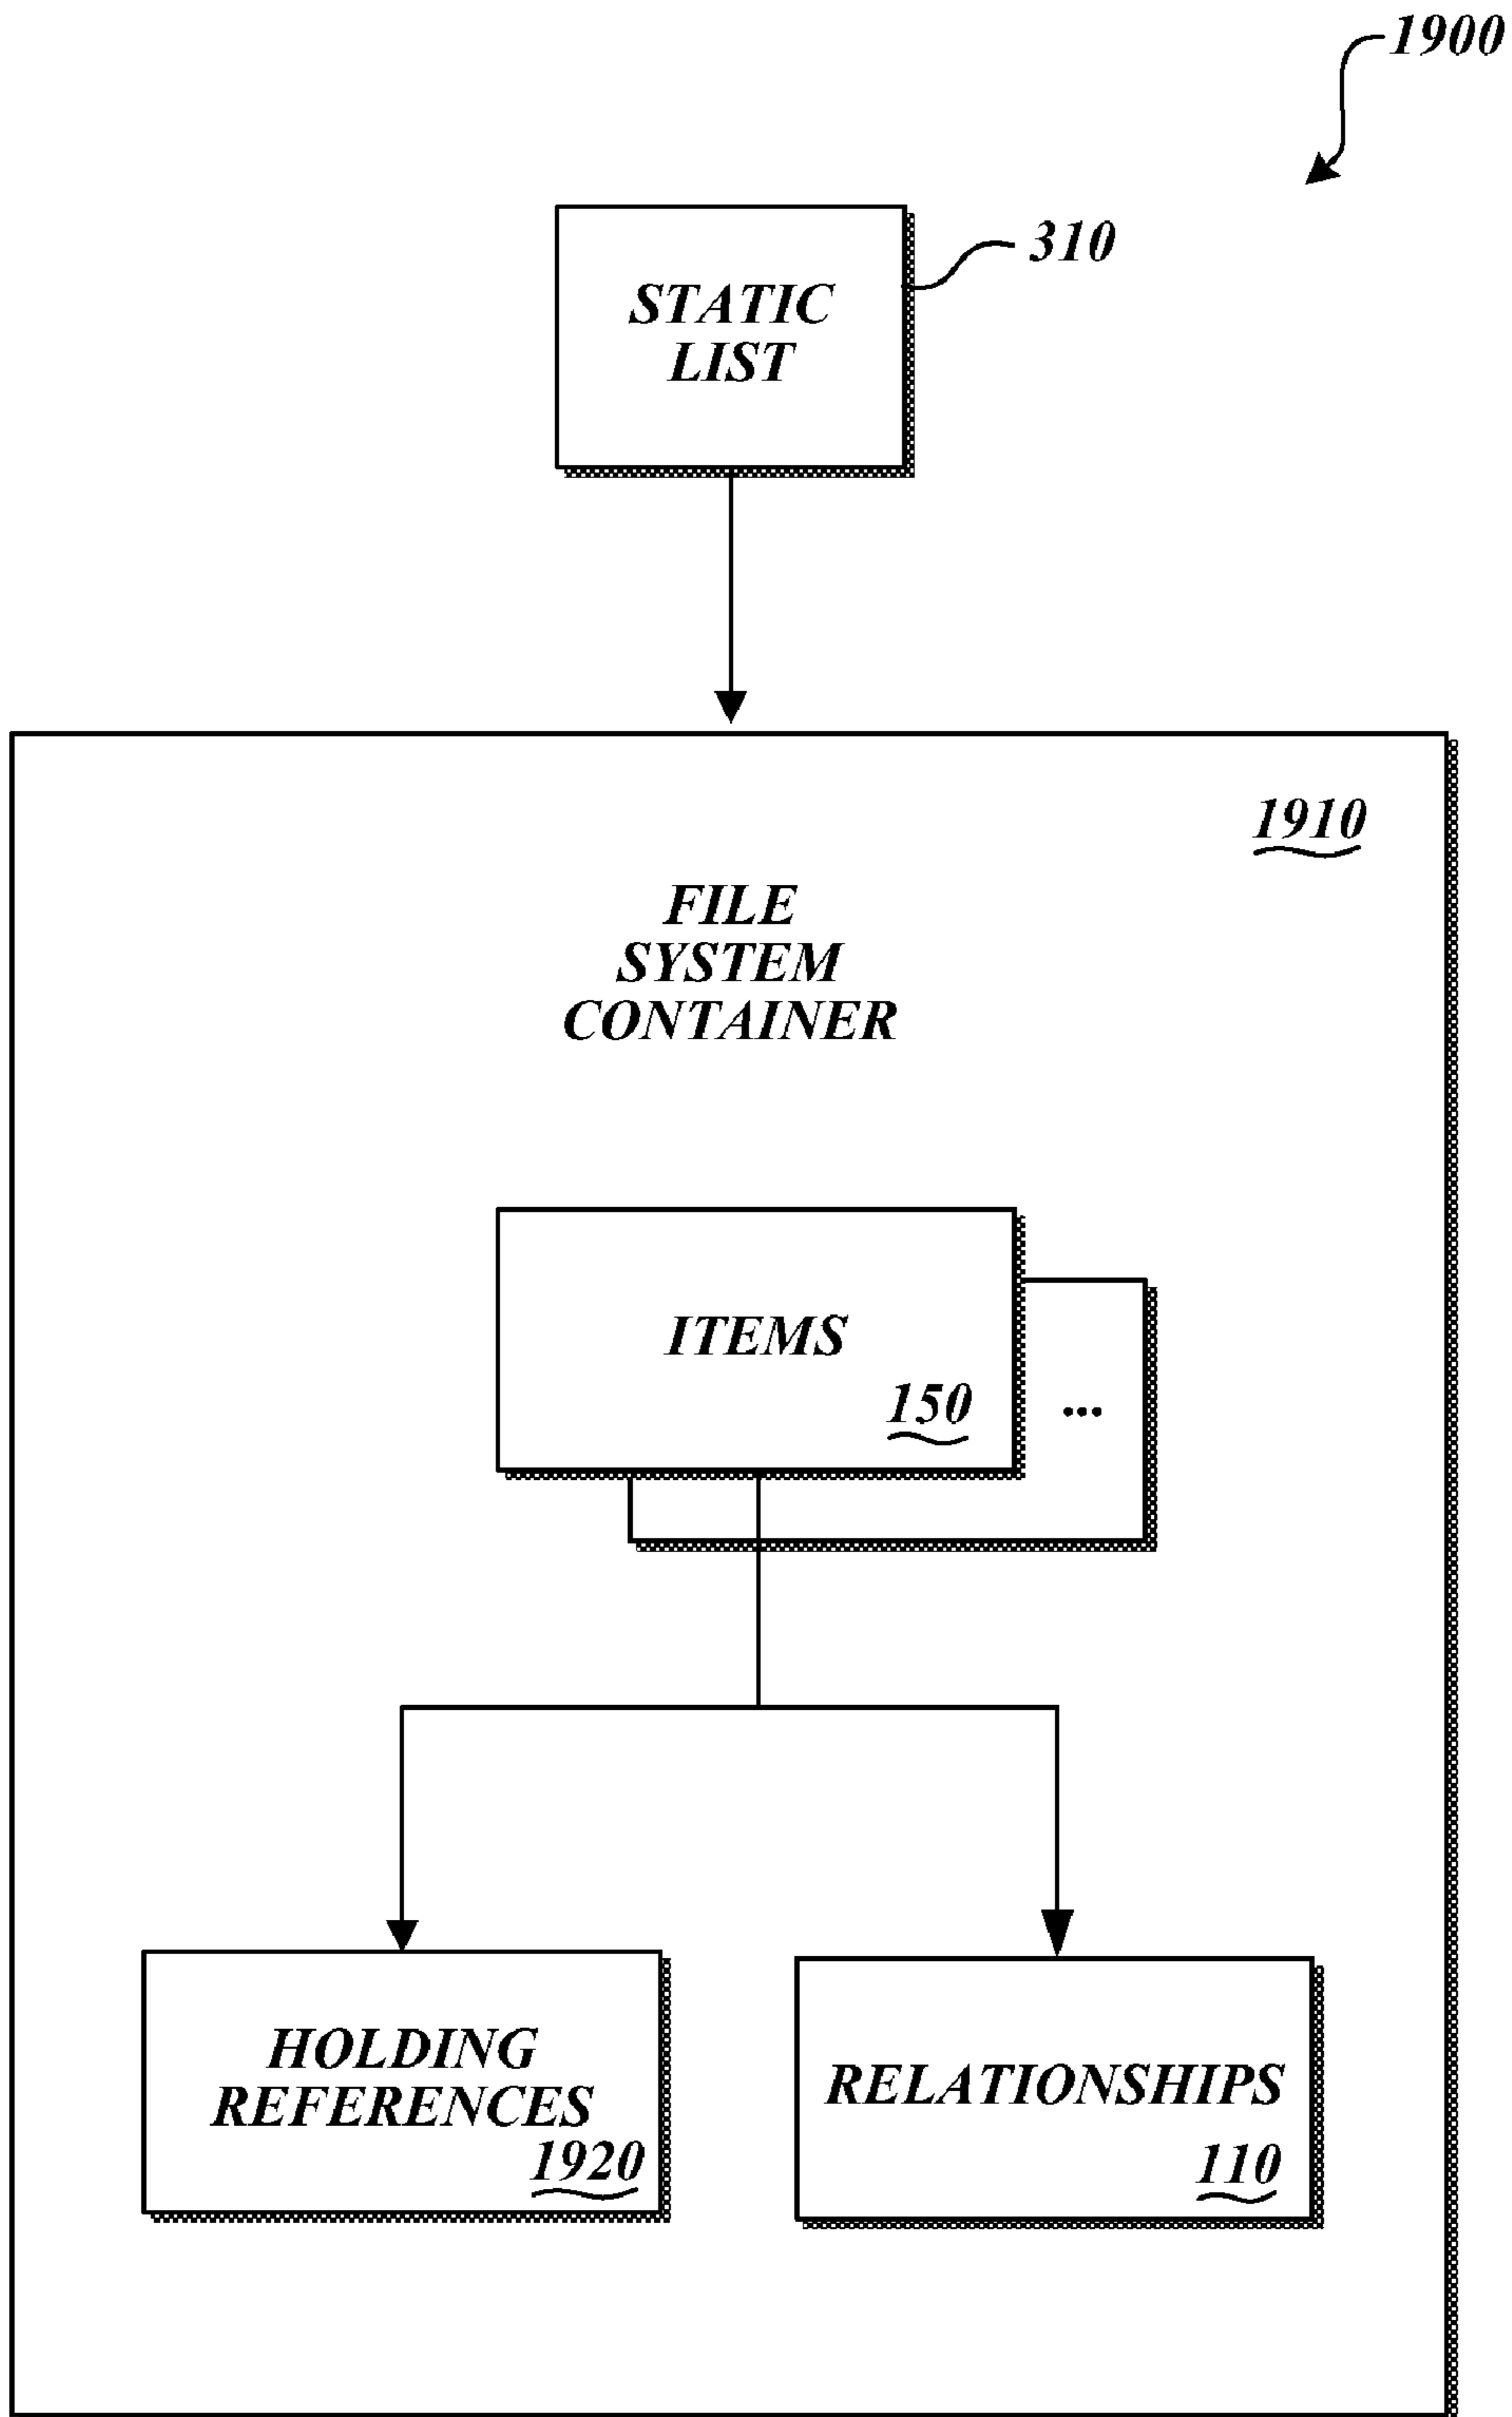 1900
310
STATIC
LIST
1910
FILE
SYSTEM
CONTAINER
ITEMS
150
...
HOLDING
REFERENCES
1920
RELATIONSHIPS
110